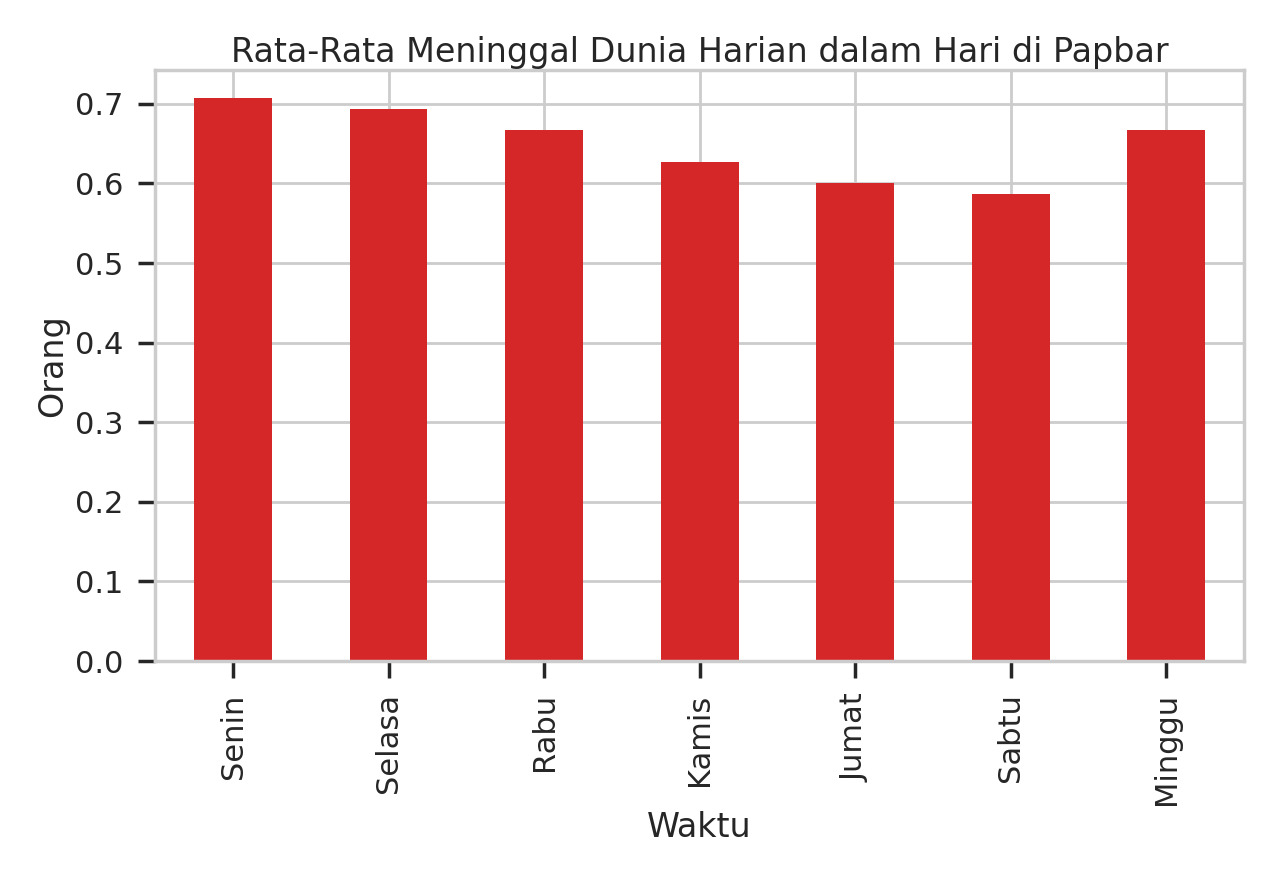 Rata-Rata Meninggal Dunia Harian dalam Hari di Papbar
0.7
0.6
0.5
0.4
0.3
0.2
0.1
0.0
Orang
Senin
Selasa
Rabu
Kamis
Jumat
Sabtu
Minggu
Waktu